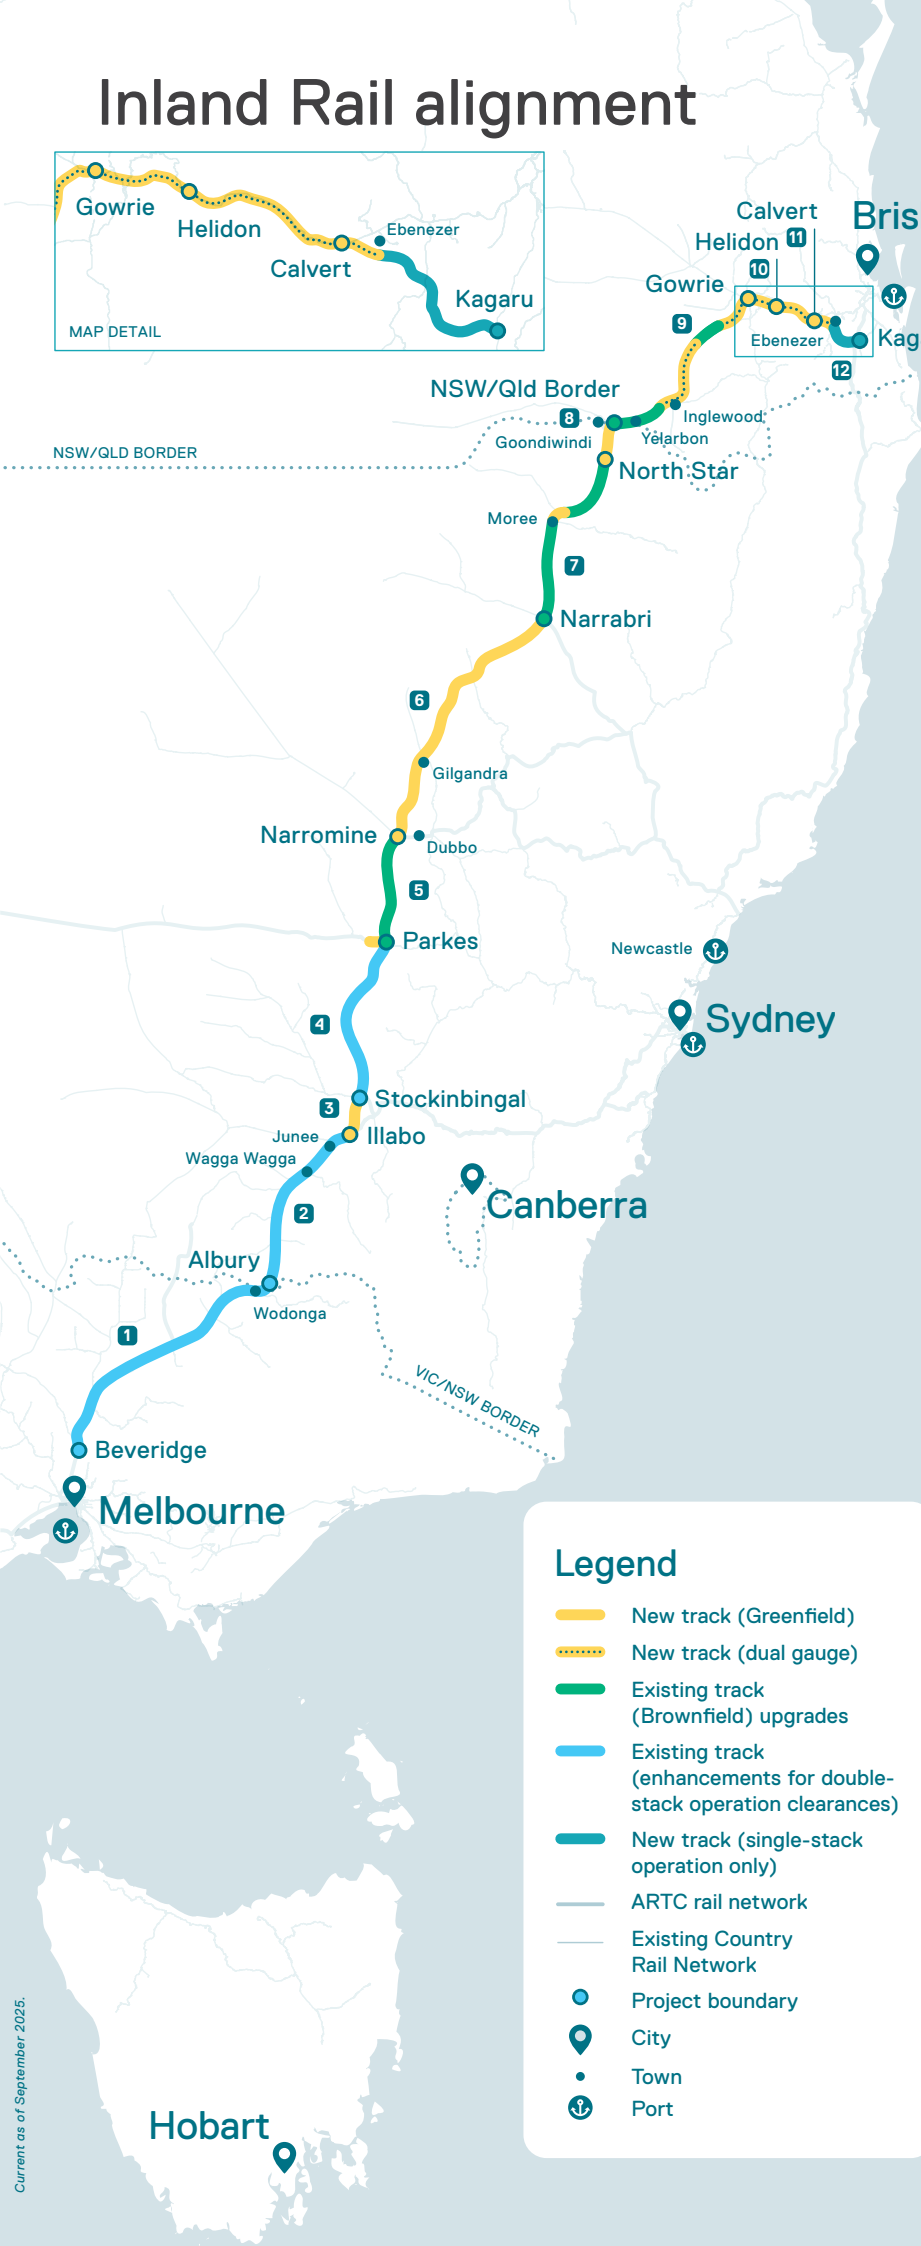 Inland Rail alignment
Gowrie
Helidon
Calvert
Ebenezer
Kagaru
MAP DETAIL
Calvert
Helidon
11
10
Bris
Gowrie
9
Ebenezer
Kag
12
NSW/Qld Border
8
Inglewood
Goondiwindi
Yelarbon
NSW/QLD BORDER
North Star
Moree
7
Narrabri
6
Gilgandra
Narromine
Dubbo
5
Parkes
Newcastle
4
Sydney
Stockinbingal
3
Illabo
Junee
Wagga Wagga
Canberra
2
Albury
Wodonga
1
VIC/NSW BORDER
Beveridge
Melbourne
Legend
New track (Greenfield)
New track (dual gauge)
Existing track
(Brownfield) upgrades
Existing track
(enhancements for double-
stack operation clearances)
New track (single-stack
operation only)
ARTC rail network
Existing Country
Rail Network
Project boundary
City
Town
Port
Hobart
Current as of September 2025.